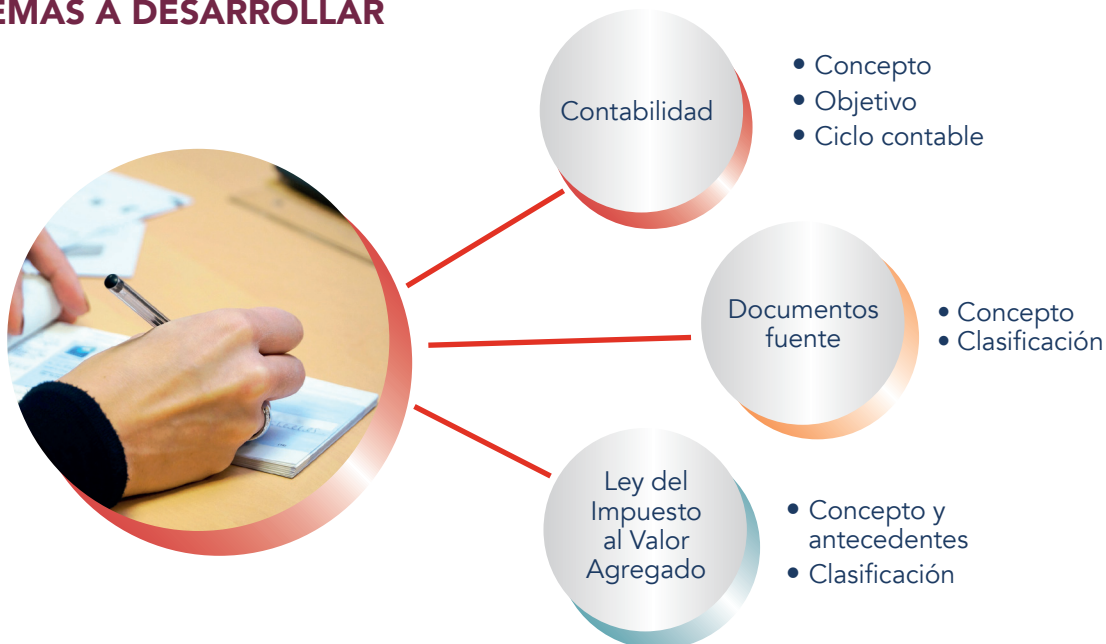 EMAS A DESARROLLAR
Contabilidad
• Concepto
• Objetivo
• Ciclo contable
Documentos
fuente
• Concepto
• Clasificación
Ley del
Impuesto
al Valor
Agregado
• Concepto y
antecedentes
• Clasificación